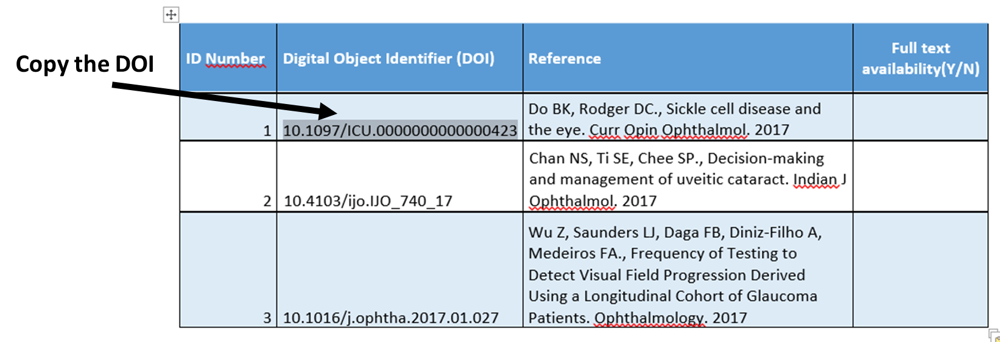 Copy the DOI
ID Number
Digital Object Identifier (DOI)
Reference
Full text
availability(Y/N)
1
10.1097/ICU.0000000000000423
Do BK, Rodger DC., Sickle cell disease and
the eye. Curr Opin Ophthalmol. 2017
2
10.4103/ijo.IJO_740_17
Chan NS, Ti SE, Chee SP., Decision-making
and management of uveitic cataract. Indian J
Ophthalmol. 2017
3
10.1016/j.ophtha.2017.01.027
Wu Z, Saunders LJ, Daga FB, Diniz-Filho A,
Medeiros FA., Frequency of Testing to
Detect Visual Field Progression Derived
Using a Longitudinal Cohort of Glaucoma
Patients. Ophthalmology. 2017